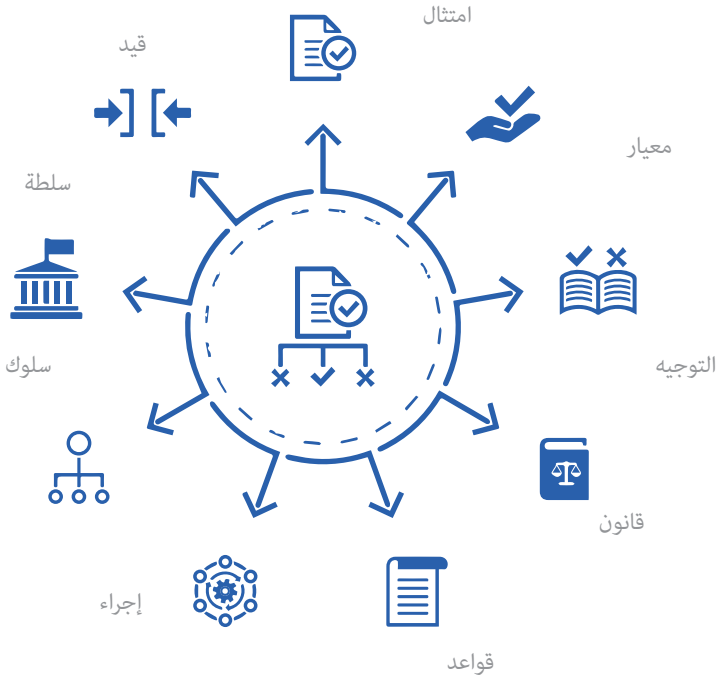 امتثال
قيد
معيار
سلطة
التوجيه
سلوك
قانون
إجراء
قواعد